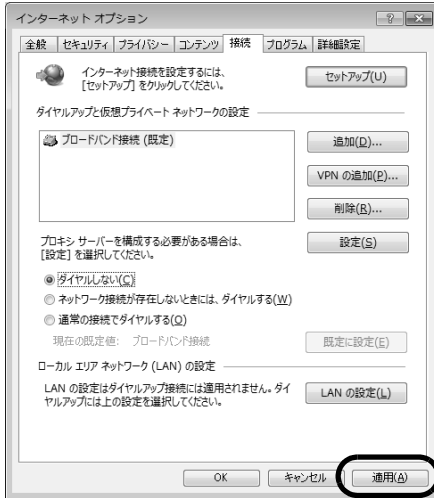 インターネット オプション
全般 セキュリティ プライバシー コンテンツ 接続 プログラム 詳細設定
インターネット接続を設定するには、
[セットアップ] をクリックしてください。
セットアップ(U)
ダイヤルアップと仮想プライベート ネットワークの設定
ブロードバンド接続 (既定)
追加(D)...
VPN の追加(P)...
削除(R)...
プロキシ サーバーを構成する必要がある場合は、
[設定] を選択してください。
設定(S)
ダイヤルしない(C)
ネットワーク接続が存在しないときには、ダイヤルする(W)
通常の接続でダイヤルする(O)
現在の既定値: ブロードバンド接続
既定に設定(E)
ローカル エリア ネットワーク (LAN) の設定
LAN の設定はダイヤルアップ接続には適用されません。ダイ
ヤルアップには上の設定を選択してください。
LAN の設定(L)
OK キャンセル 適用(A)